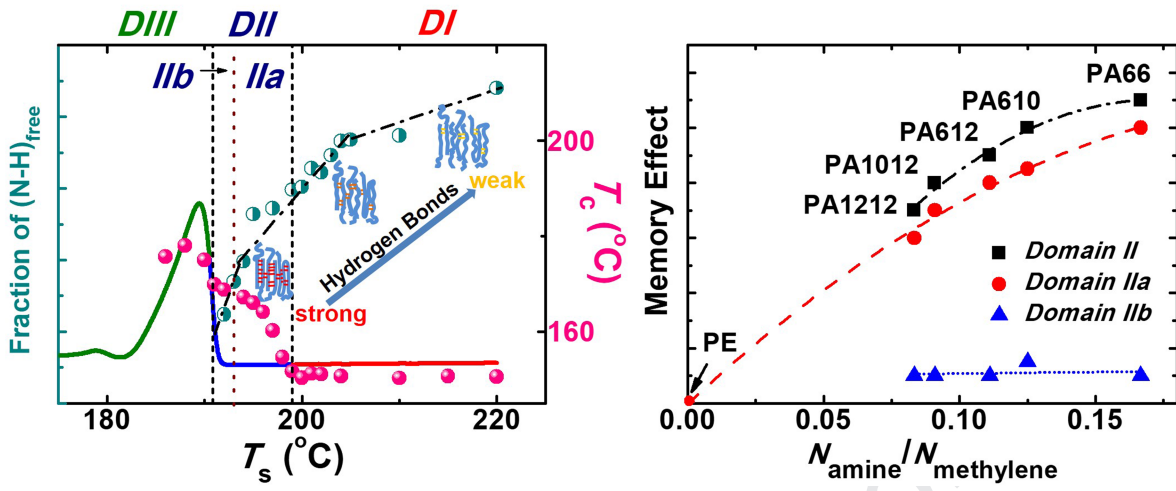 DIII DII DI
IIb IIa
Fraction of (N-H)free
200
160
Tc (°C)
weak
Hydrogen Bonds
strong
180 200 220
Ts (°C)
Memory Effect
PA66
PA610
PA612
PA1012
PA1212
PE
Domain II
Domain IIa
Domain IIb
0.00 0.05 0.10 0.15
Namine/Nmethylene